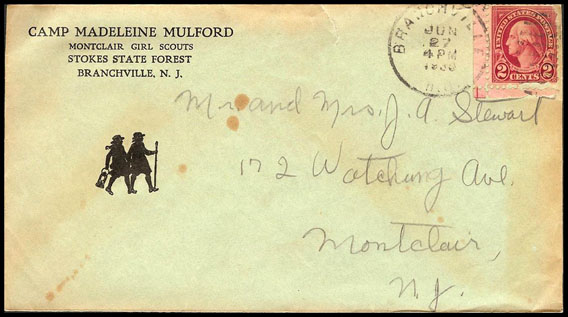 CAMP MADELEINE MULFORD
MONTCLAIR GIRL SCOUTS
STOKES STATE FOREST
BRANCHVILLE, N. J.
BRANCHVILLE
JUN
27
4 PM
UNITED STATES POSTAGE
2 CENTS 2
Mr. and Mrs. J. A. Stewart
172 Watchung Ave.
Montclair,
N.J.